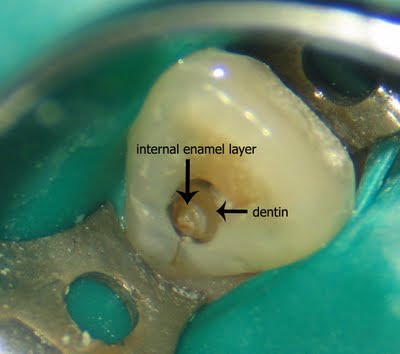 internal enamel layer
dentin